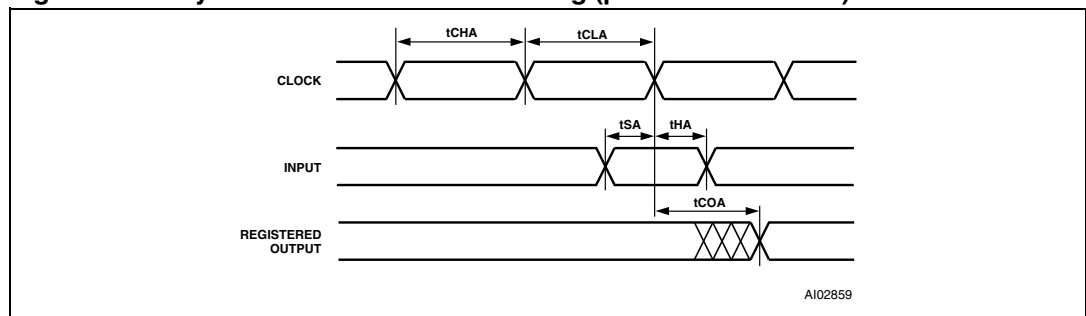 tCHA tCLA
CLOCK
tSA tHA
INPUT
tCOA
REGISTERED
OUTPUT
AI02859